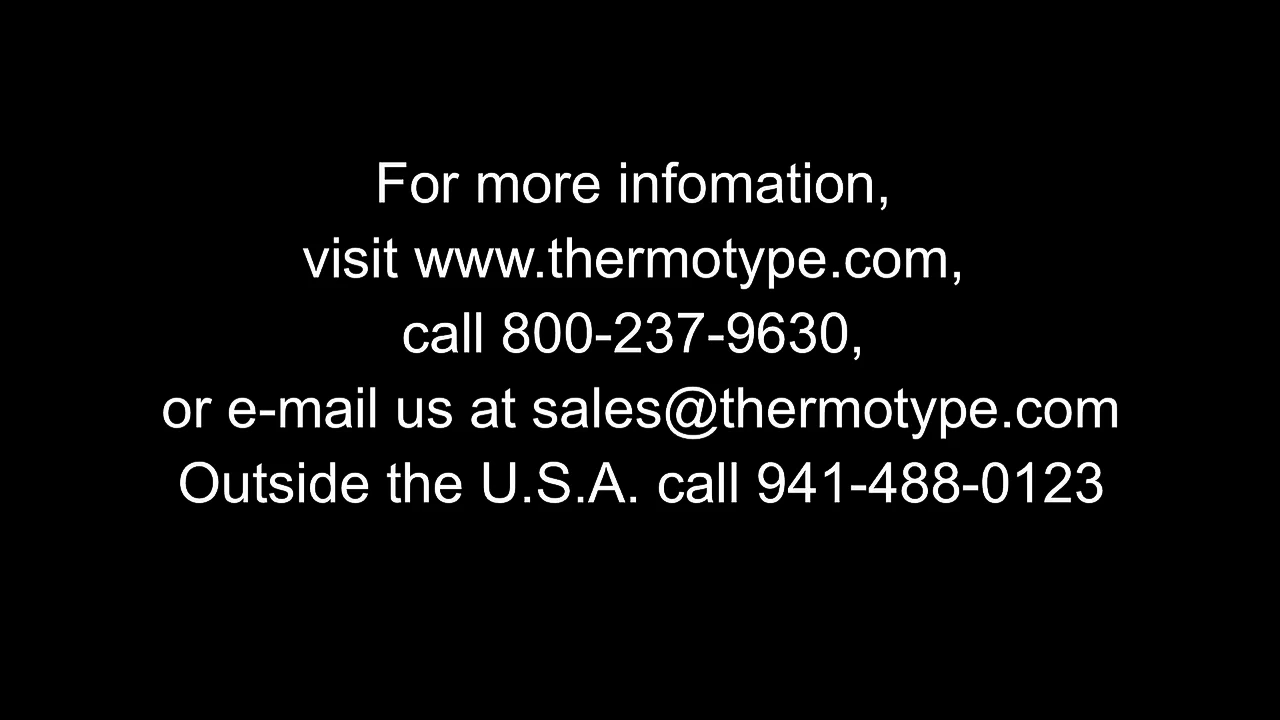 For more infomation,
visit www.thermotype.com,
call 800-237-9630,
or e-mail us at sales@thermotype.com
Outside the U.S.A. call 941-488-0123